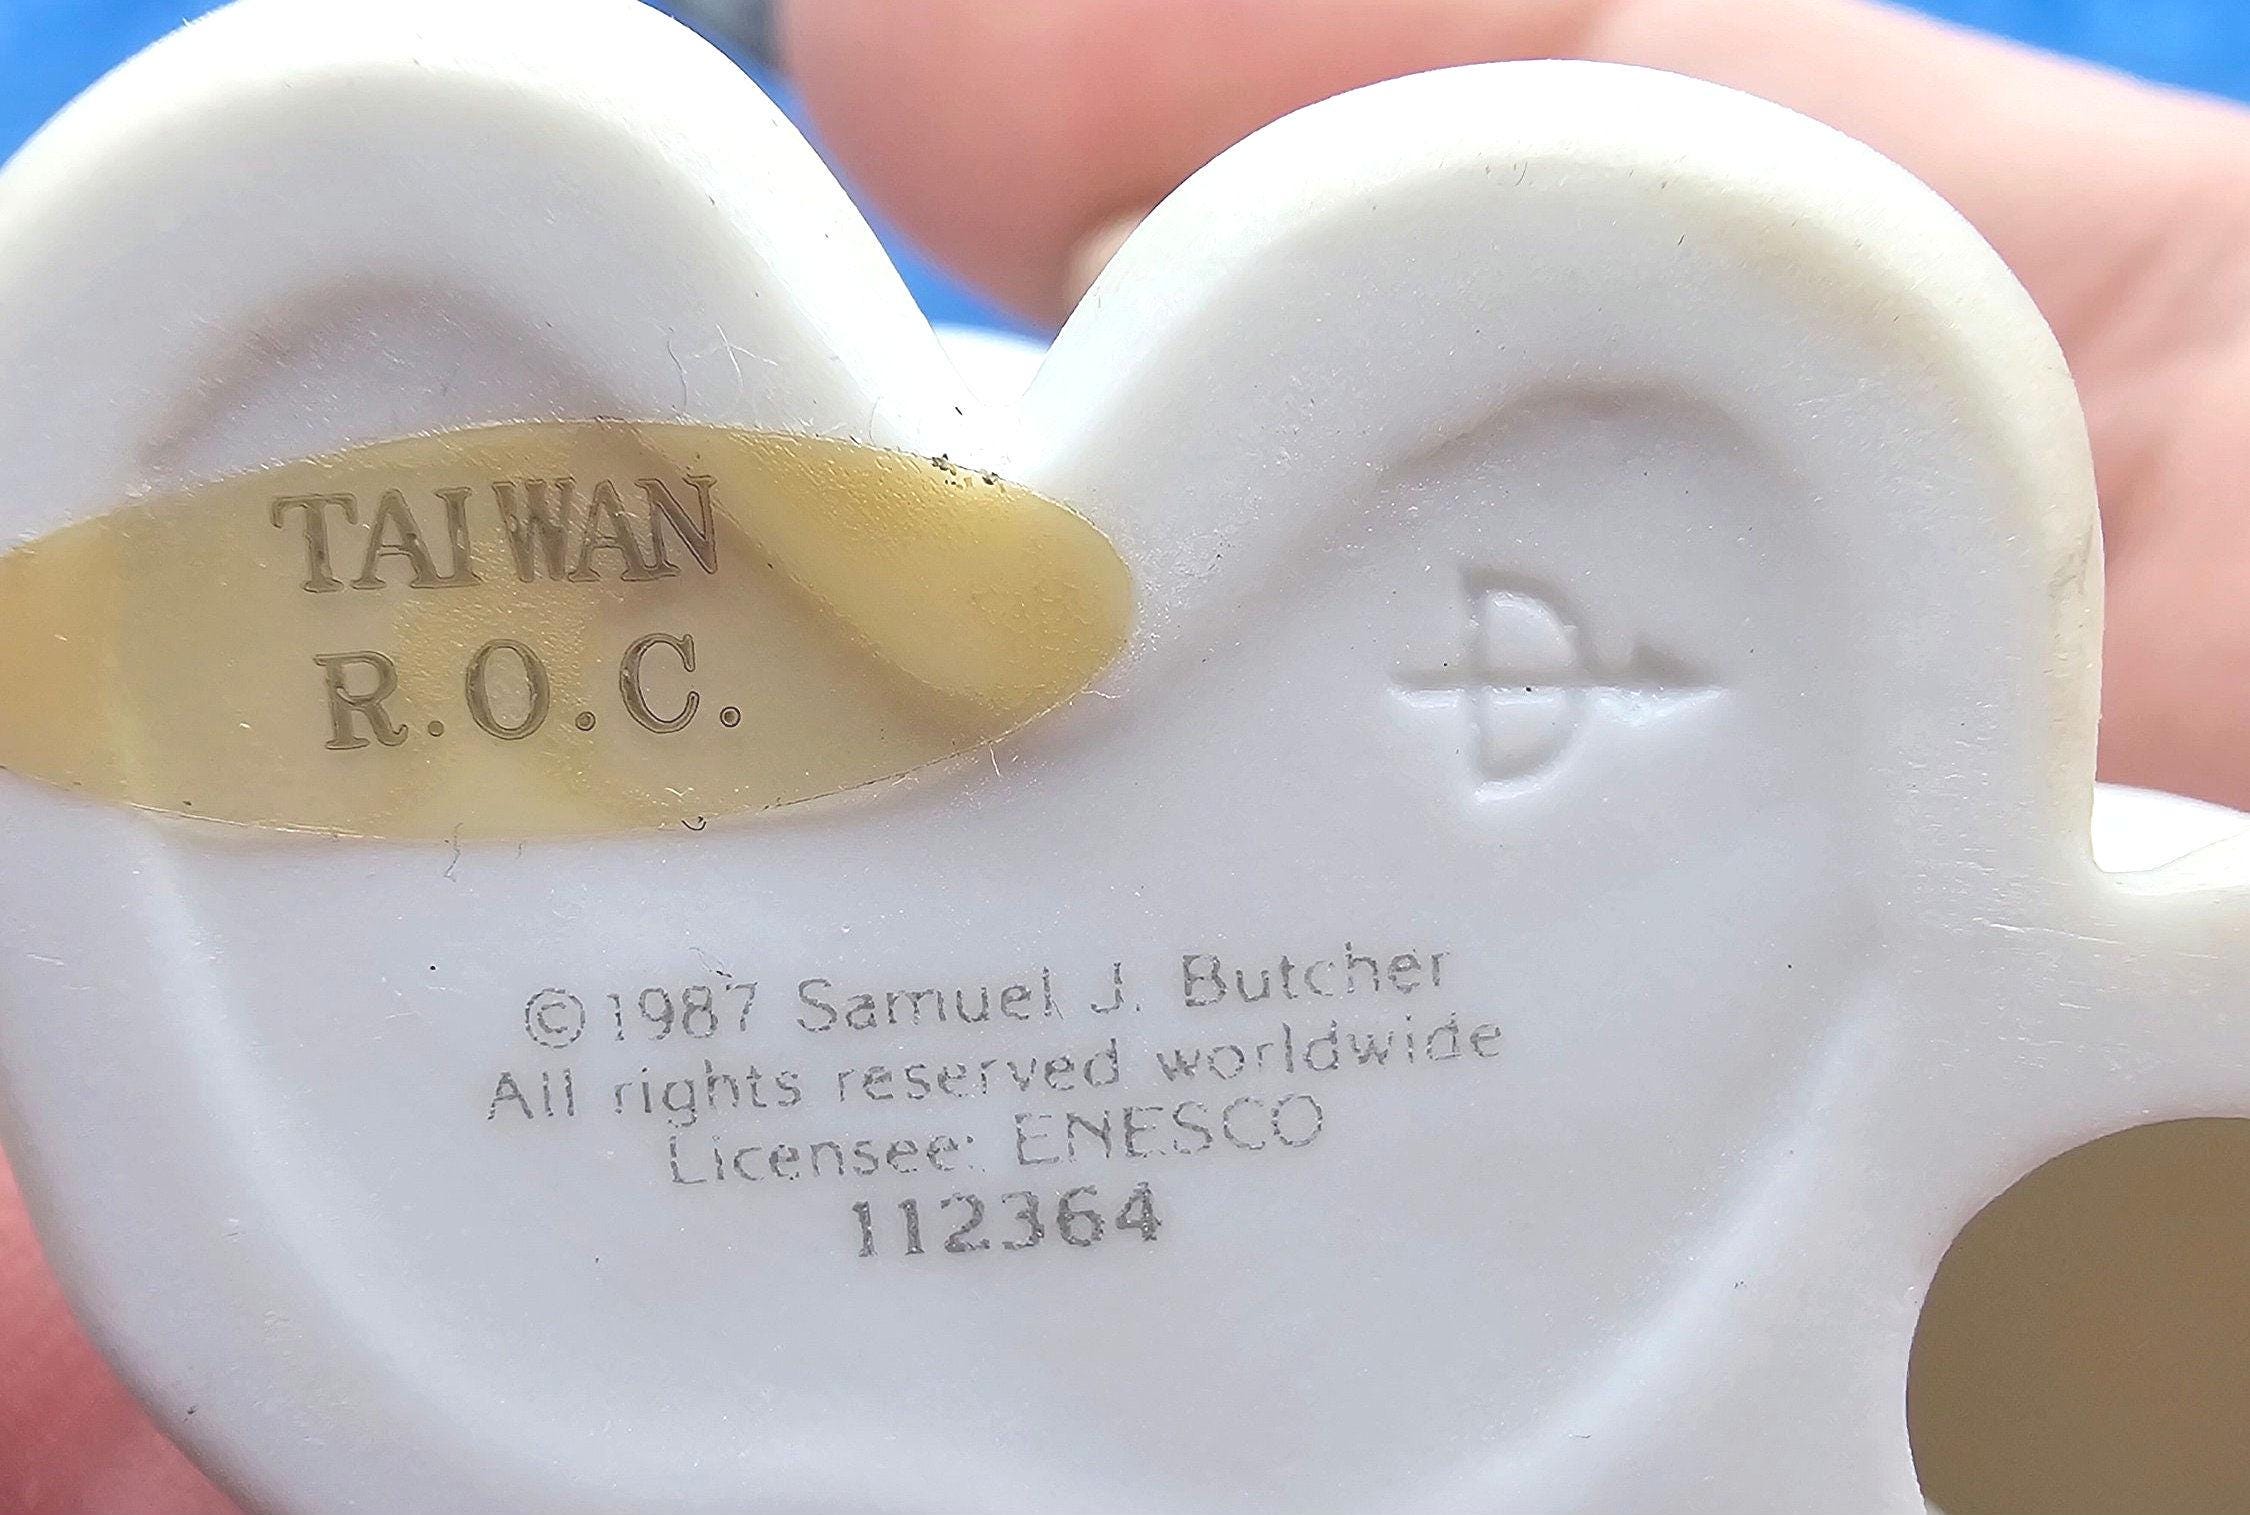 TAIWAN
R.O.C.
©1987 Samuel J. Butcher
All rights reserved worldwide
Licensee: ENESCO
112364